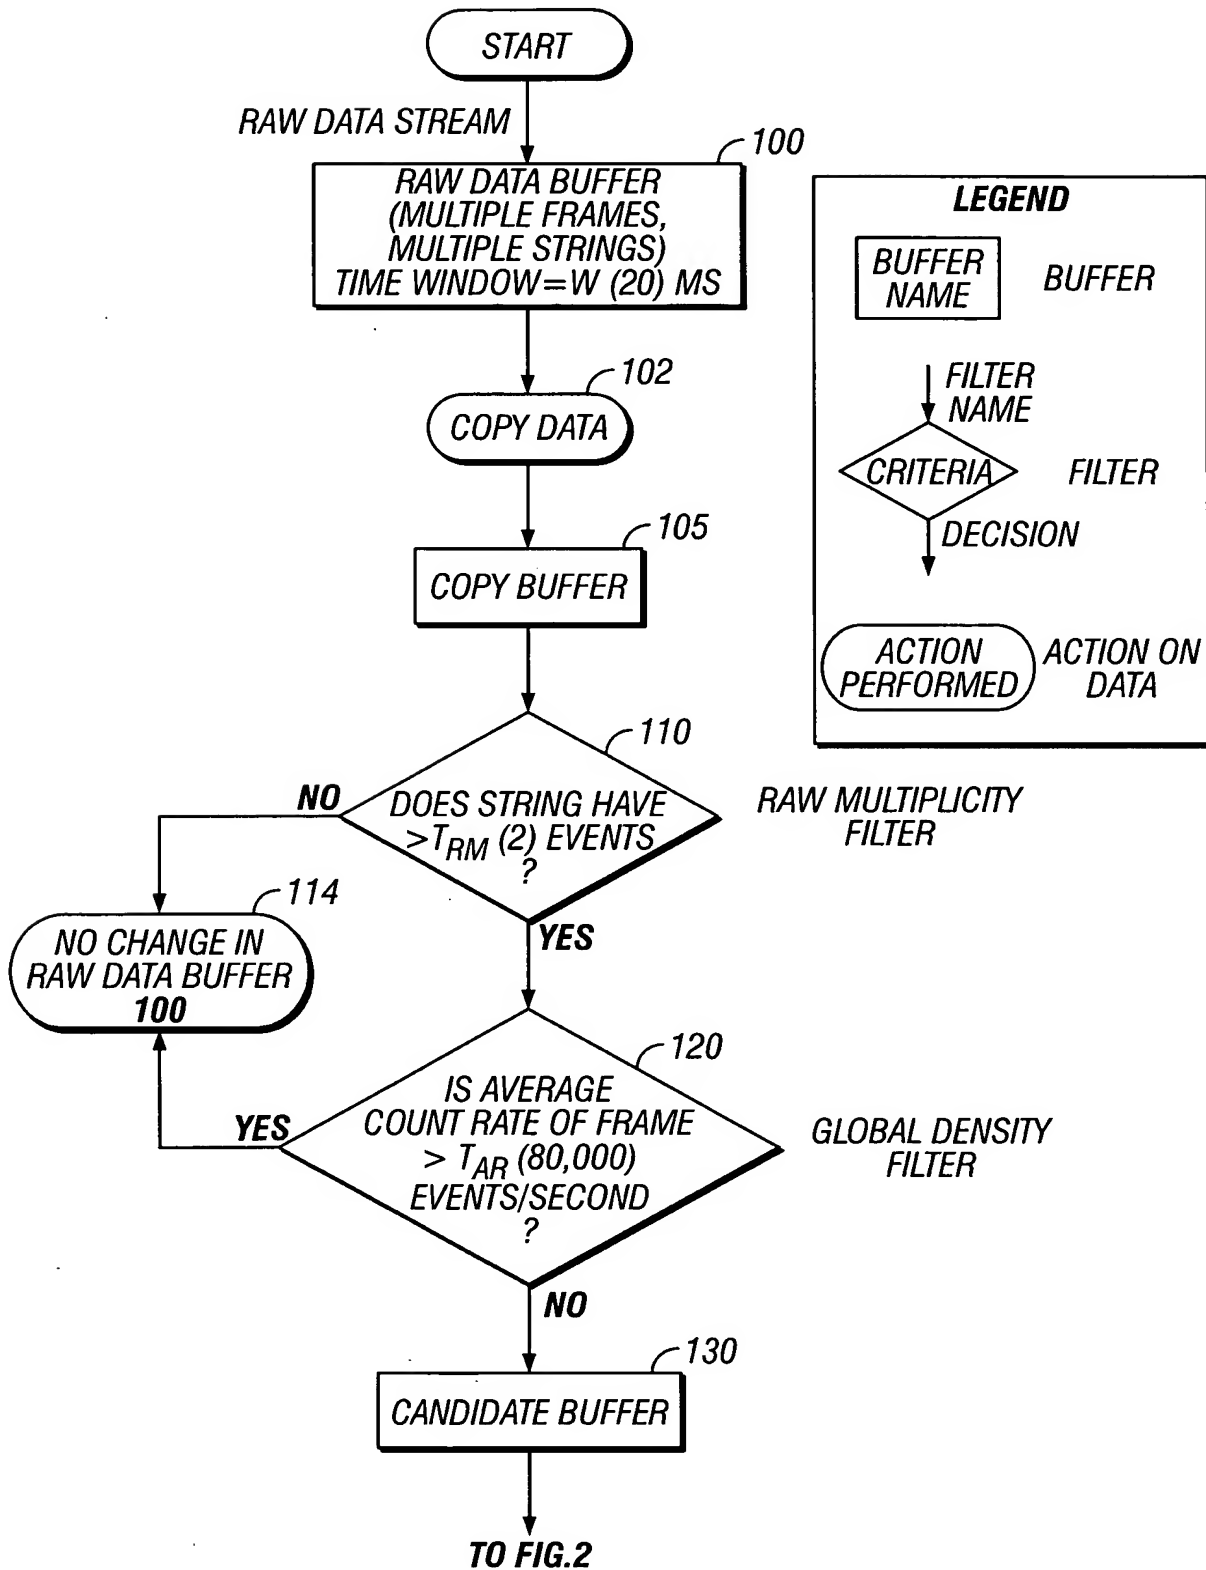 START
RAW DATA STREAM
100
RAW DATA BUFFER
(MULTIPLE FRAMES,
MULTIPLE STRINGS)
TIME WINDOW=W (20) MS
102
COPY DATA
105
COPY BUFFER
110
DOES STRING HAVE
>T_RM (2) EVENTS
?
NO
YES
RAW MULTIPLICITY
FILTER
114
NO CHANGE IN
RAW DATA BUFFER
100
120
IS AVERAGE
COUNT RATE OF FRAME
> T_AR (80,000)
EVENTS/SECOND
?
YES
NO
GLOBAL DENSITY
FILTER
130
CANDIDATE BUFFER
TO FIG.2
LEGEND
BUFFER
NAME
BUFFER
FILTER
NAME
CRITERIA
FILTER
DECISION
ACTION
PERFORMED
ACTION ON
DATA